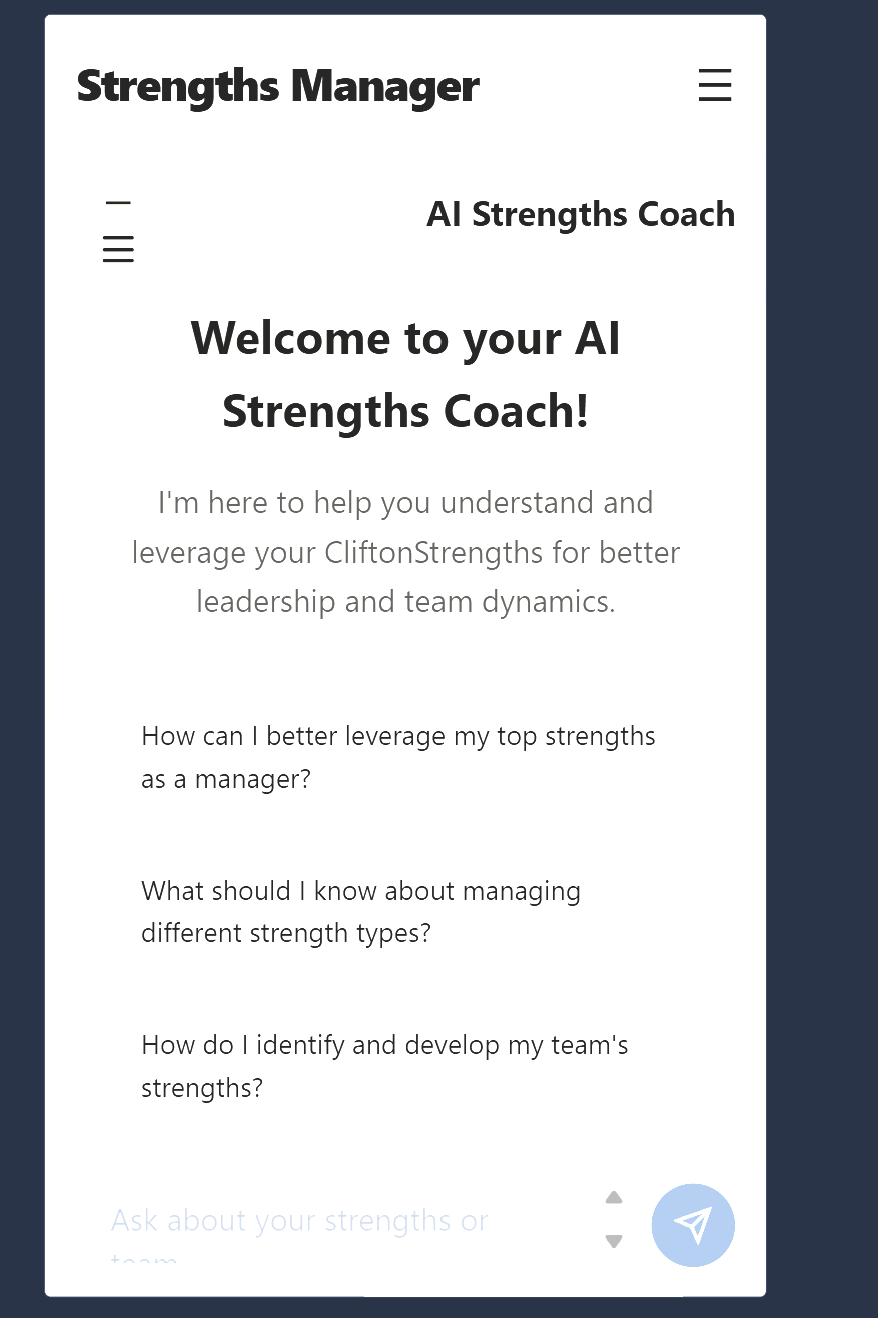 Strengths Manager
AI Strengths Coach
Welcome to your AI
Strengths Coach!
I'm here to help you understand and
leverage your CliftonStrengths for better
leadership and team dynamics.
How can I better leverage my top strengths
as a manager?
What should I know about managing
different strength types?
How do I identify and develop my team's
strengths?
Ask about your strengths or
team